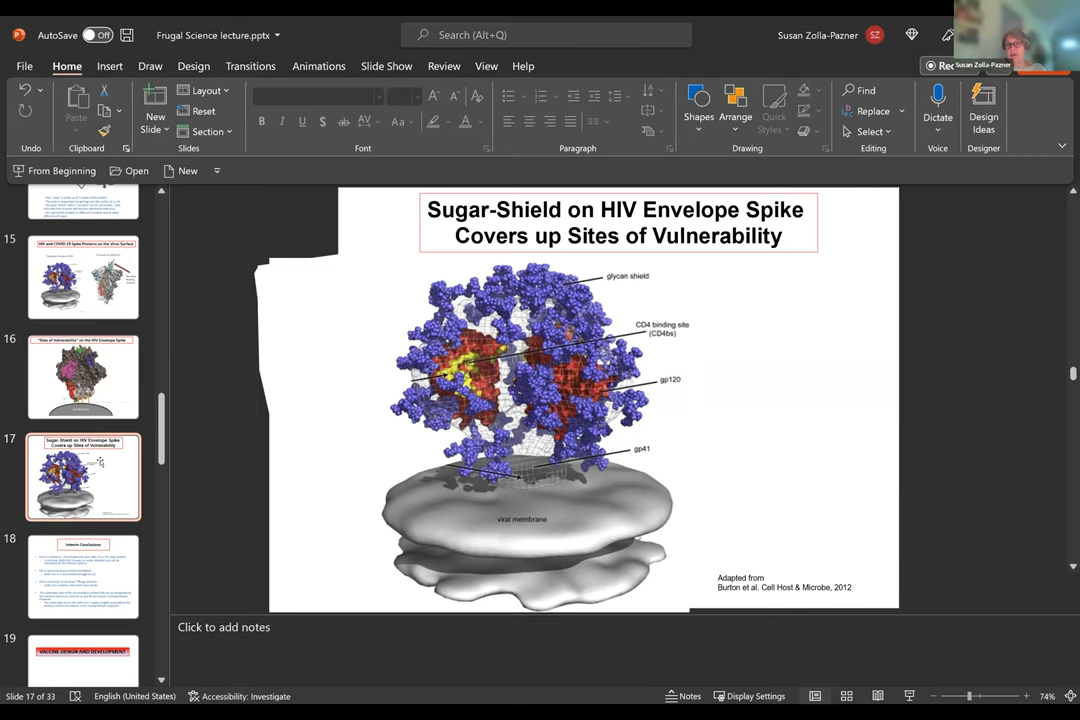 AutoSave
Off
Frugal Science lecture.pptx
Search (Alt+Q)
Susan Zolla-Pazner
SZ
File
Home
Insert
Draw
Design
Transitions
Animations
Slide Show
Review
View
Help
Rec
Susan Zolla-Pazner
Undo
Paste
Clipboard
New
Slide
Layout
Reset
Section
Slides
Font
Paragraph
Shapes
Arrange
Quick
Styles
Drawing
Find
Replace
Select
Editing
Dictate
Voice
Design
Ideas
Designer
From Beginning
Open
New
15
HIV and COVID-19 Spike Proteins on the Virus Surface
16
"Sites of Vulnerability" on the HIV Envelope Spike
17
Sugar-Shield on HIV Envelope Spike
Covers up Sites of Vulnerability
18
Interim Conclusions
19
VACCINE DESIGN AND DEVELOPMENT
Sugar-Shield on HIV Envelope Spike
Covers up Sites of Vulnerability
glycan shield
CD4 binding site
(CD4bs)
gp120
gp41
viral membrane
Adapted from
Burton et al. Cell Host & Microbe, 2012
Click to add notes
Slide 17 of 33
English (United States)
Accessibility: Investigate
Notes
Display Settings
74%